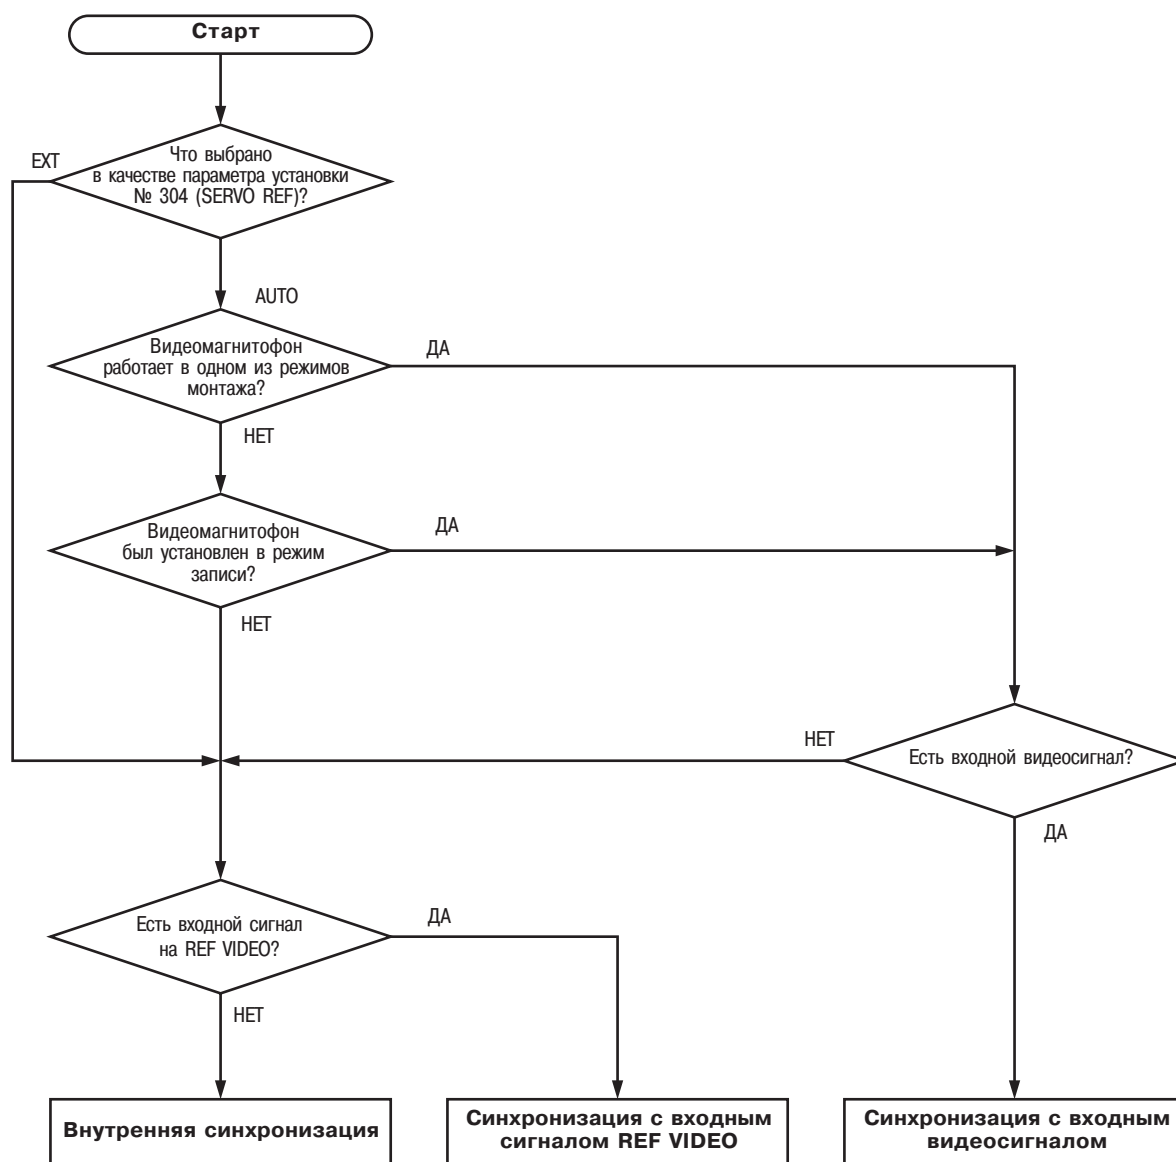 Старт
EXT
Что выбрано
в качестве параметра установки
№ 304 (SERVO REF)?
AUTO
Видеомагнитофон
работает в одном из режимов
монтажа?
ДА
НЕТ
Видеомагнитофон
был установлен в режим
записи?
ДА
НЕТ
НЕТ
Есть входной видеосигнал?
ДА
Есть входной сигнал
на REF VIDEO?
ДА
НЕТ
Внутренняя синхронизация
Синхронизация с входным
сигналом REF VIDEO
Синхронизация с входным
видеосигналом